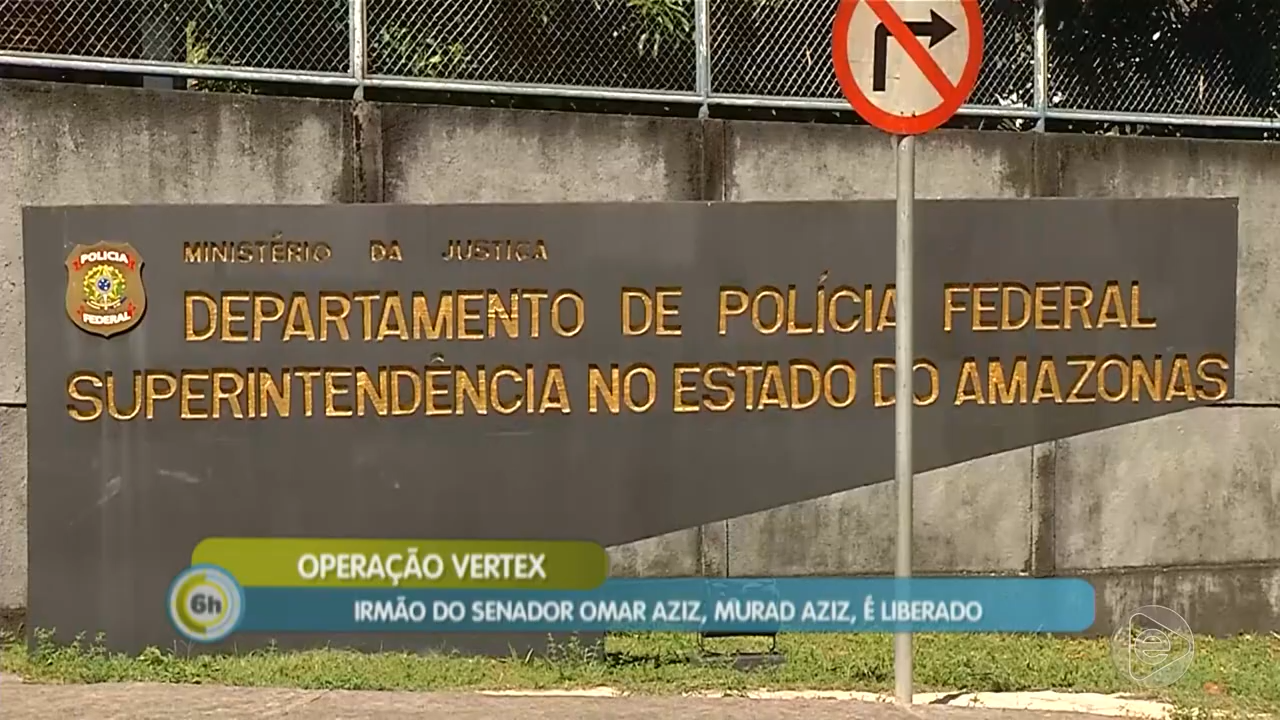 MINISTÉRIO DA JUSTIÇA
POLICIA
FEDERAL
DEPARTAMENTO DE POLÍCIA FEDERAL
SUPERINTENDÊNCIA NO ESTADO DO AMAZONAS
OPERAÇÃO VERTEX
6h
IRMÃO DO SENADOR OMAR AZIZ, MURAD AZIZ, É LIBERADO